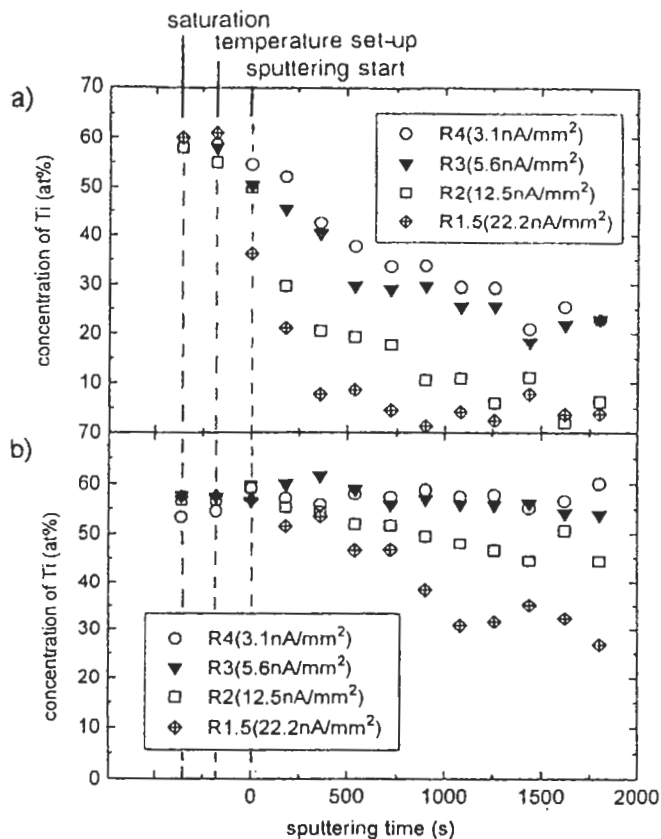 saturation
temperature set-up
sputtering start
a)
70
60
50
40
30
20
10
70
concentration of Ti (at%)
R4(3.1nA/mm²)
R3(5.6nA/mm²)
R2(12.5nA/mm²)
R1.5(22.2nA/mm²)
b)
60
50
40
30
20
10
0
concentration of Ti (at%)
R4(3.1nA/mm²)
R3(5.6nA/mm²)
R2(12.5nA/mm²)
R1.5(22.2nA/mm²)
0 500 1000 1500 2000
sputtering time (s)